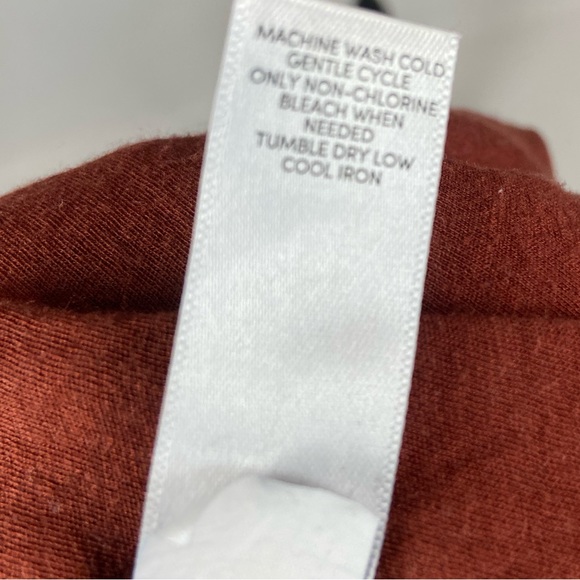 MACHINE WASH COLD
GENTLE CYCLE
ONLY NON-CHLORINE
BLEACH WHEN
NEEDED
TUMBLE DRY LOW
COOL IRON